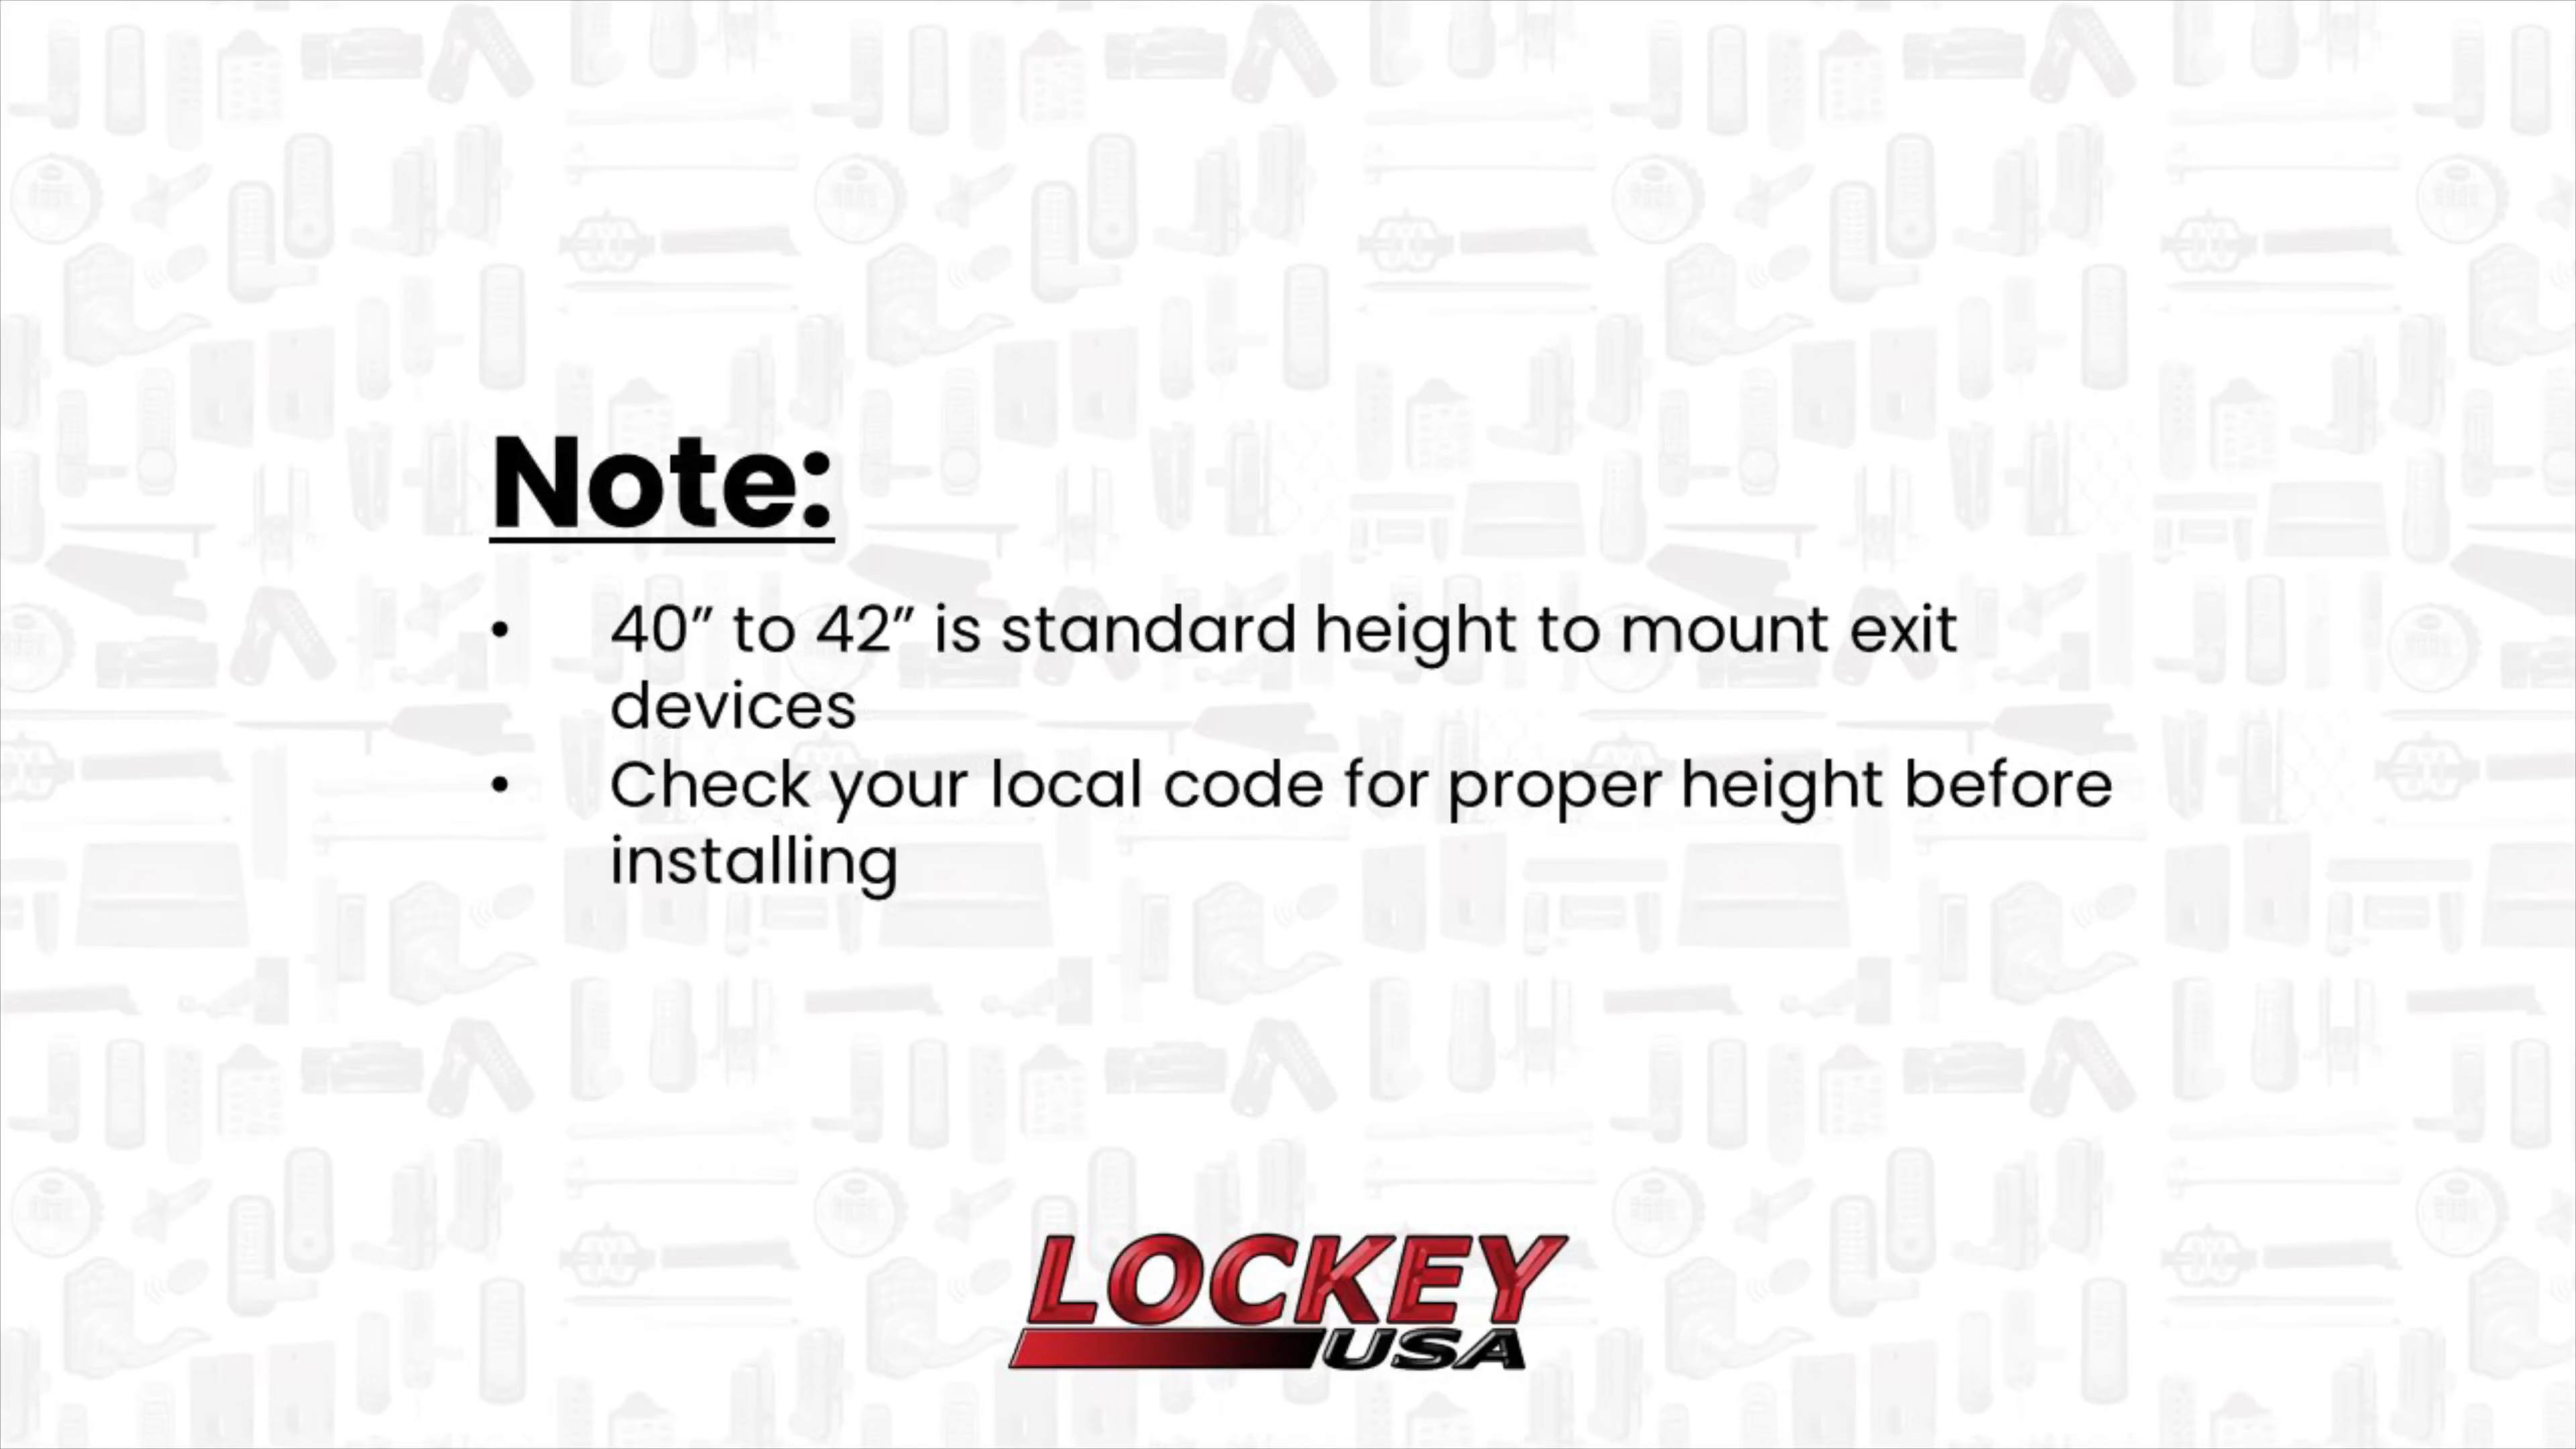 Note:
• 40” to 42” is standard height to mount exit
devices
• Check your local code for proper height before
installing
LOCKEY
USA